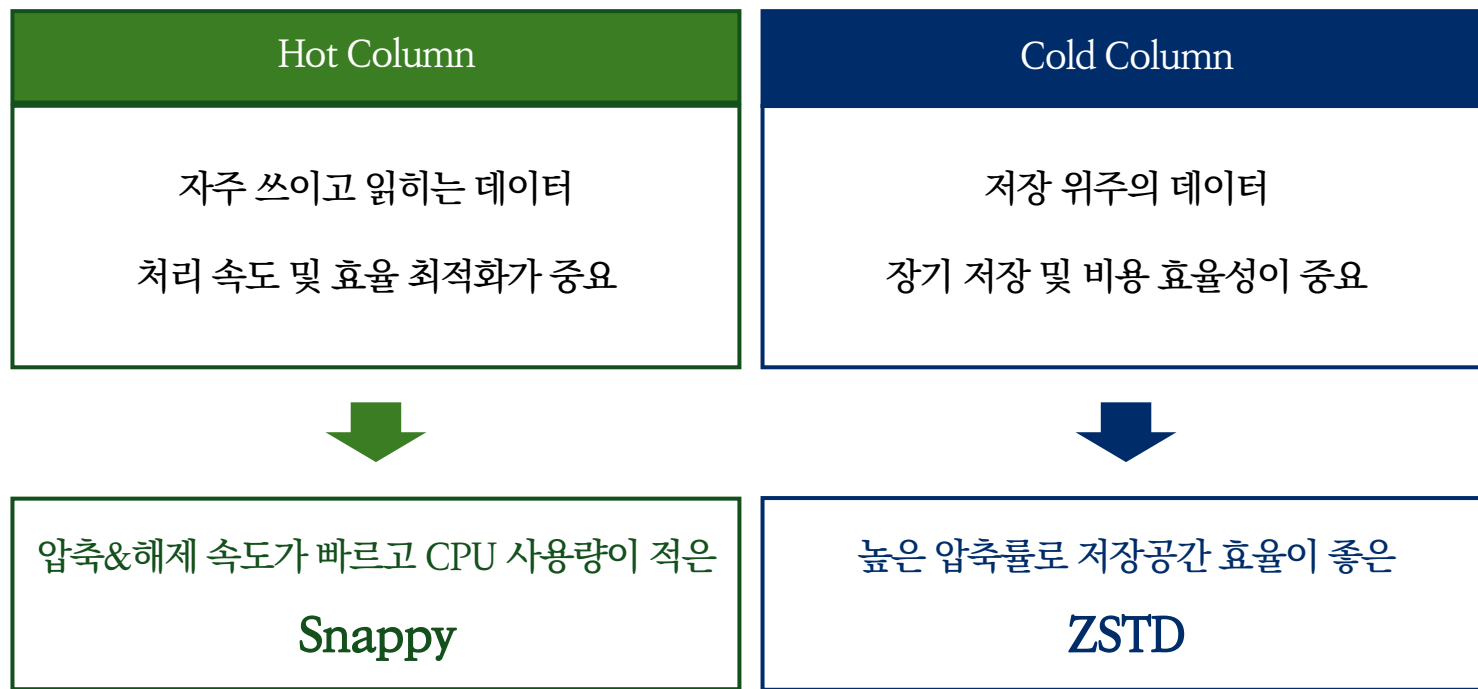 Hot Column
자주 쓰이고 읽히는 데이터
처리 속도 및 효율 최적화가 중요
압축&해제 속도가 빠르고 CPU 사용량이 적은
Snappy
Cold Column
저장 위주의 데이터
장기 저장 및 비용 효율성이 중요
높은 압축률로 저장공간 효율이 좋은
ZSTD